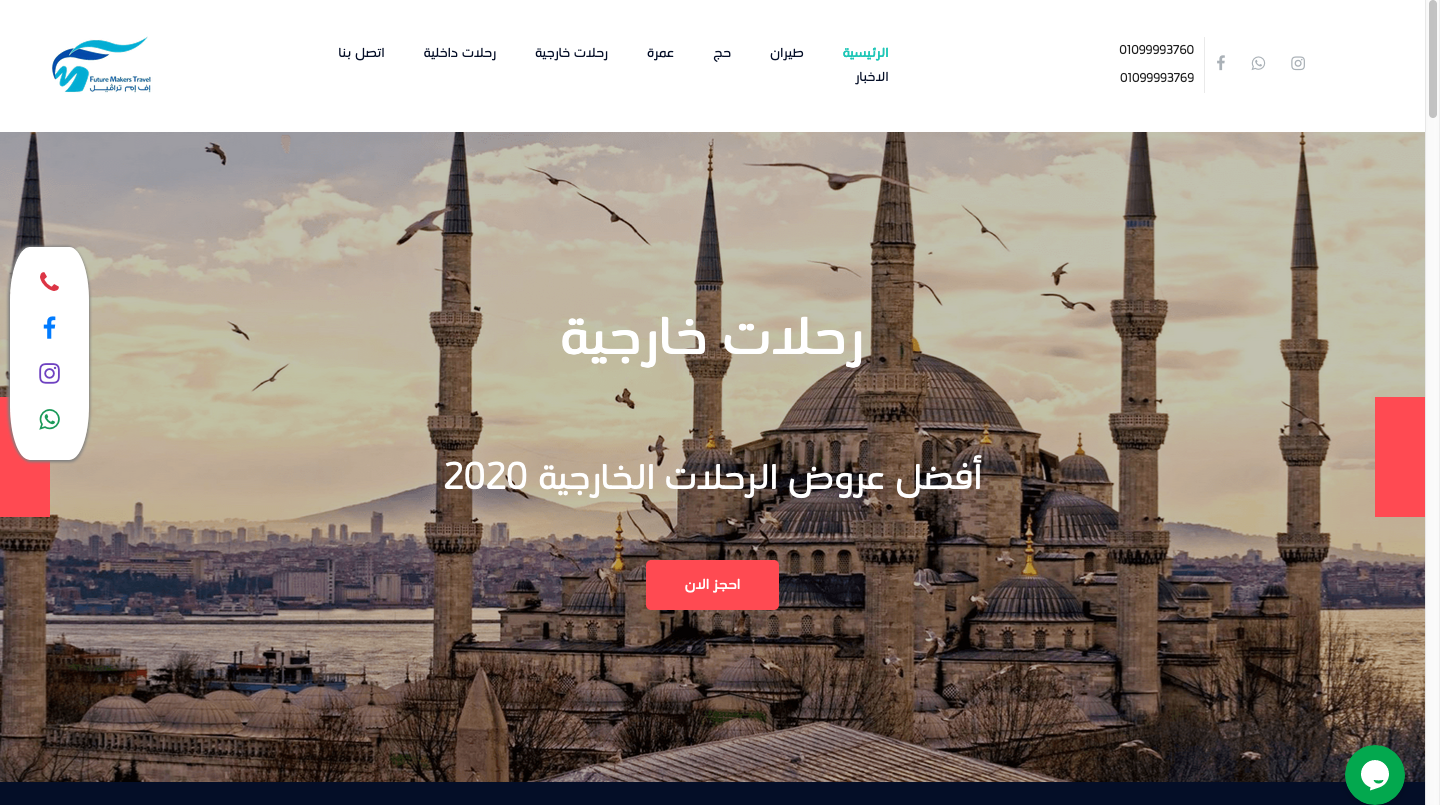 01099993760
01099993769
الرئيسية
طيران
حج
عمرة
رحلات خارجية
رحلات داخلية
اتصل بنا
الاخبار
Future Makers Travel
إف إم ترافيـــل
رحلات خارجية
أفضل عروض الرحلات الخارجية 2020
احجز الان